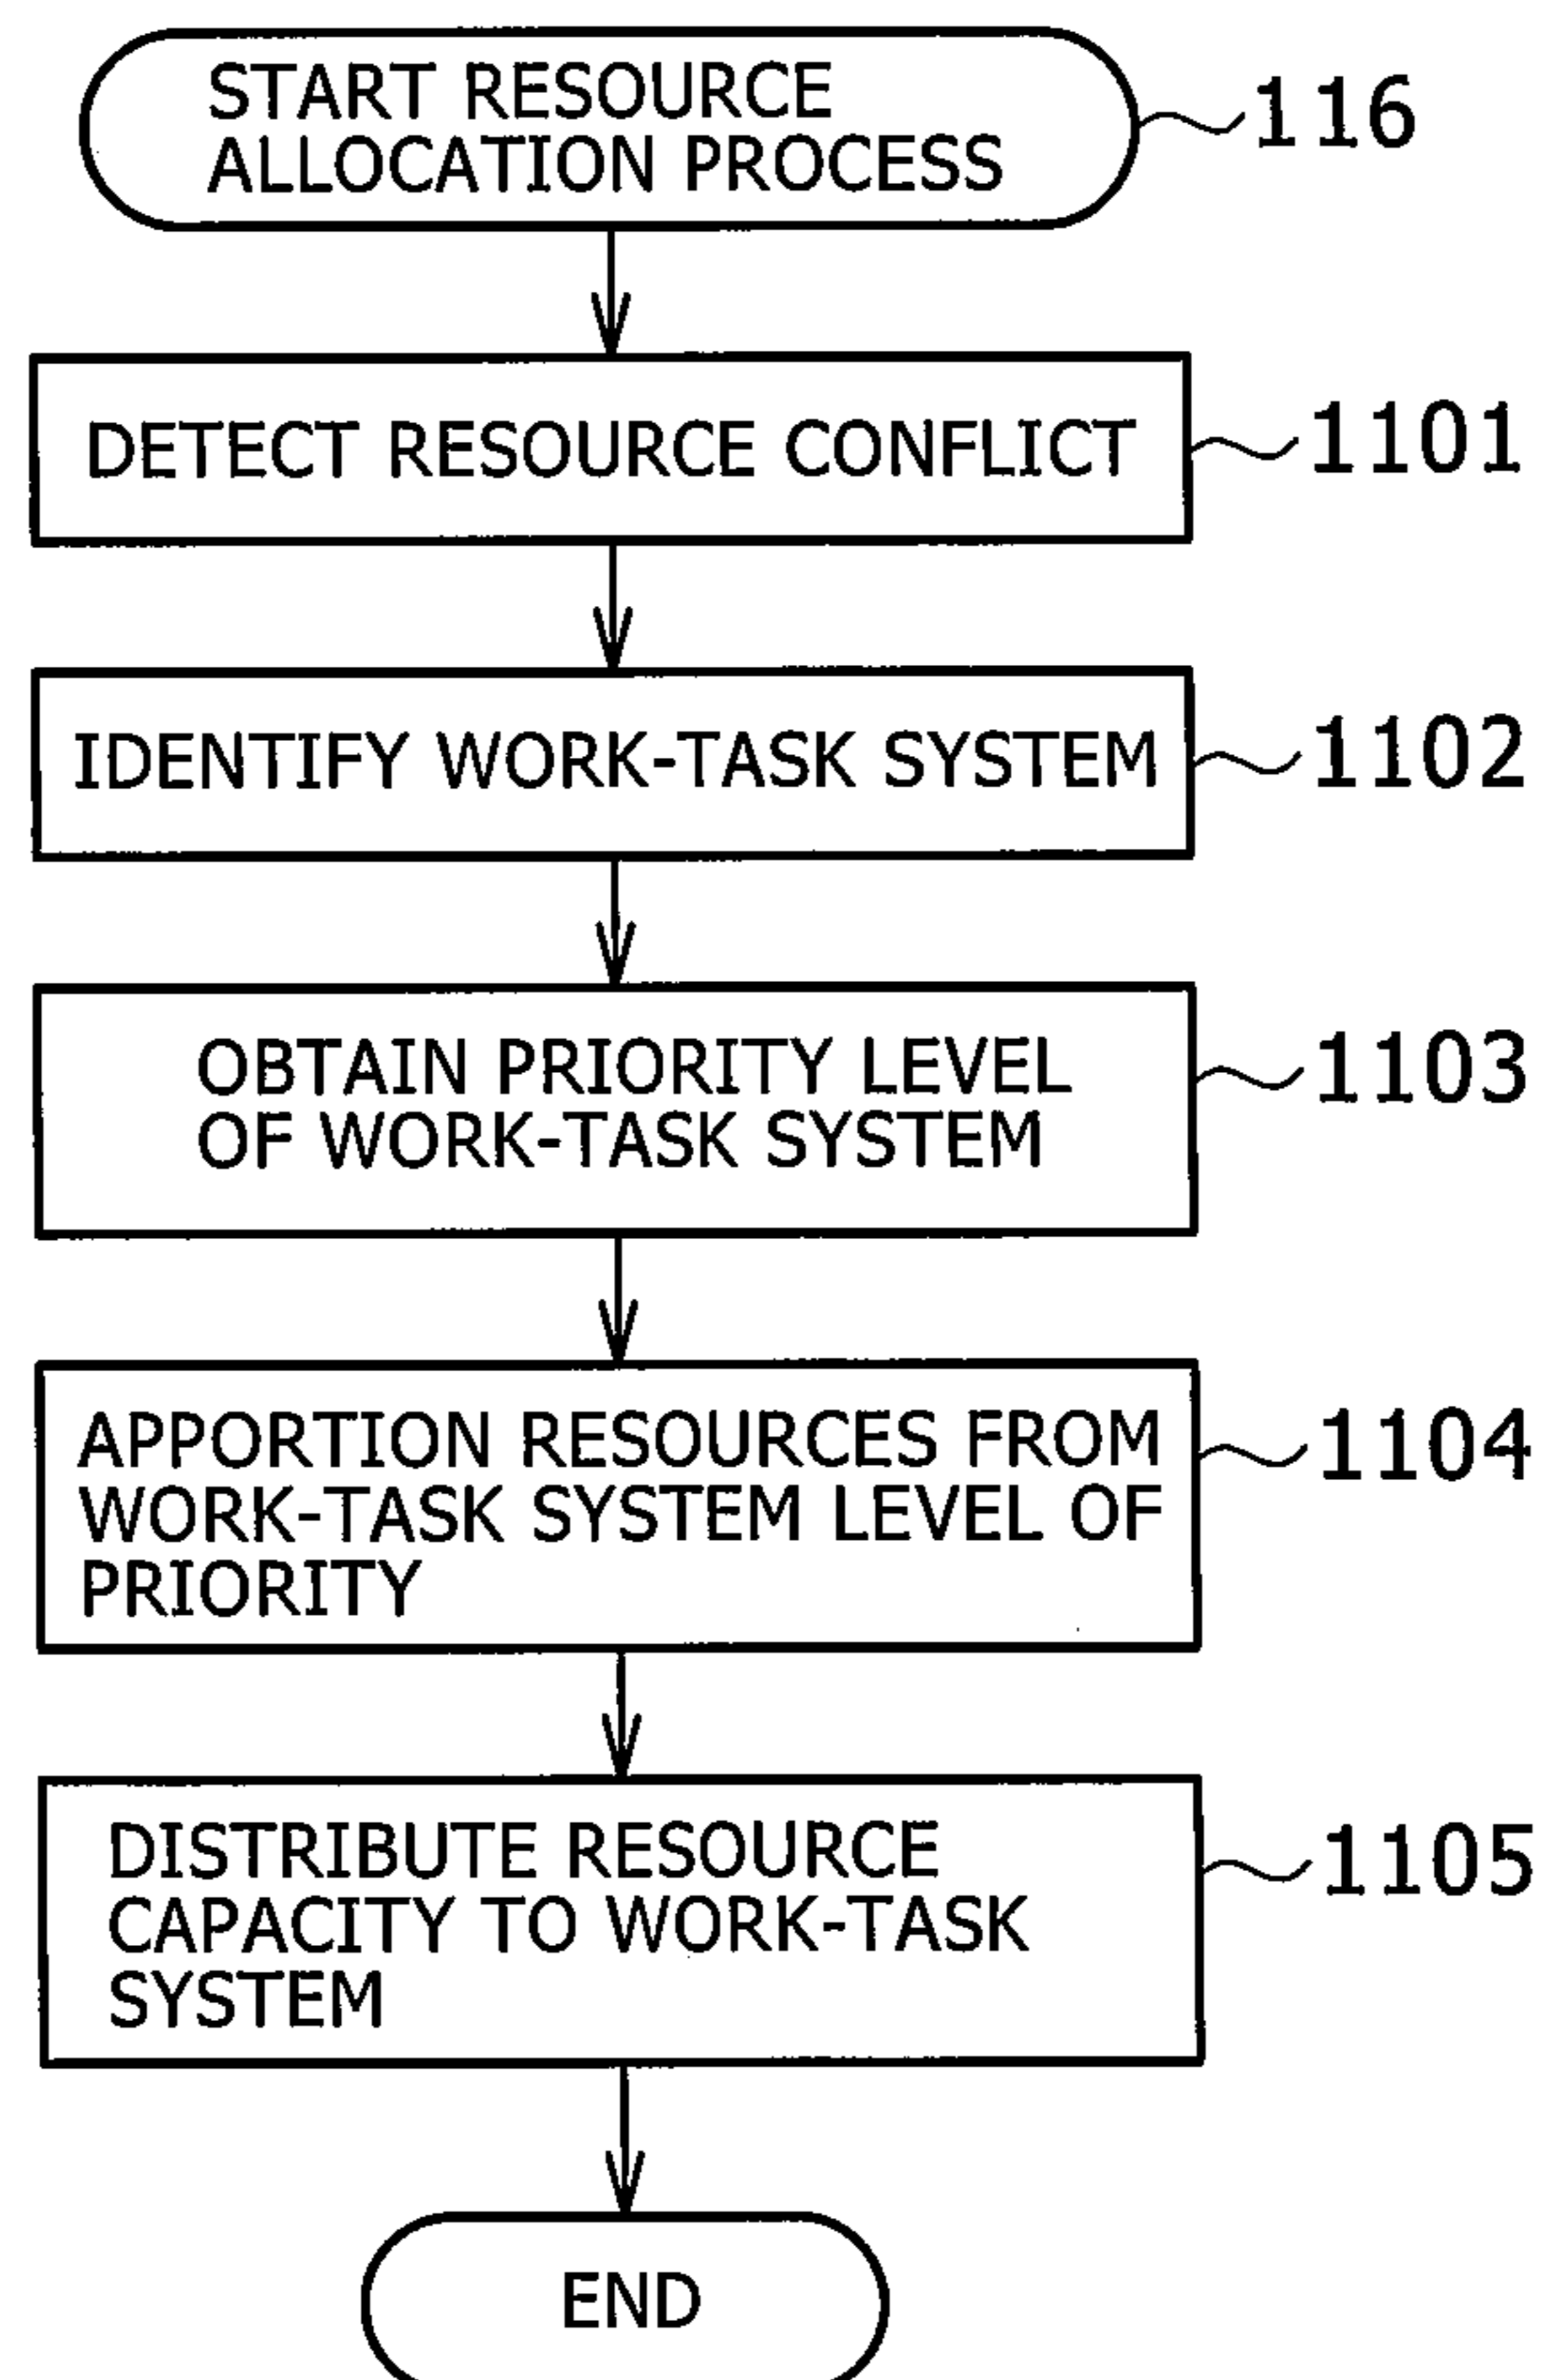 START RESOURCE
ALLOCATION PROCESS
116
DETECT RESOURCE CONFLICT
1101
IDENTIFY WORK-TASK SYSTEM
1102
OBTAIN PRIORITY LEVEL
OF WORK-TASK SYSTEM
1103
APPORTION RESOURCES FROM
WORK-TASK SYSTEM LEVEL OF
PRIORITY
1104
DISTRIBUTE RESOURCE
CAPACITY TO WORK-TASK
SYSTEM
1105
END